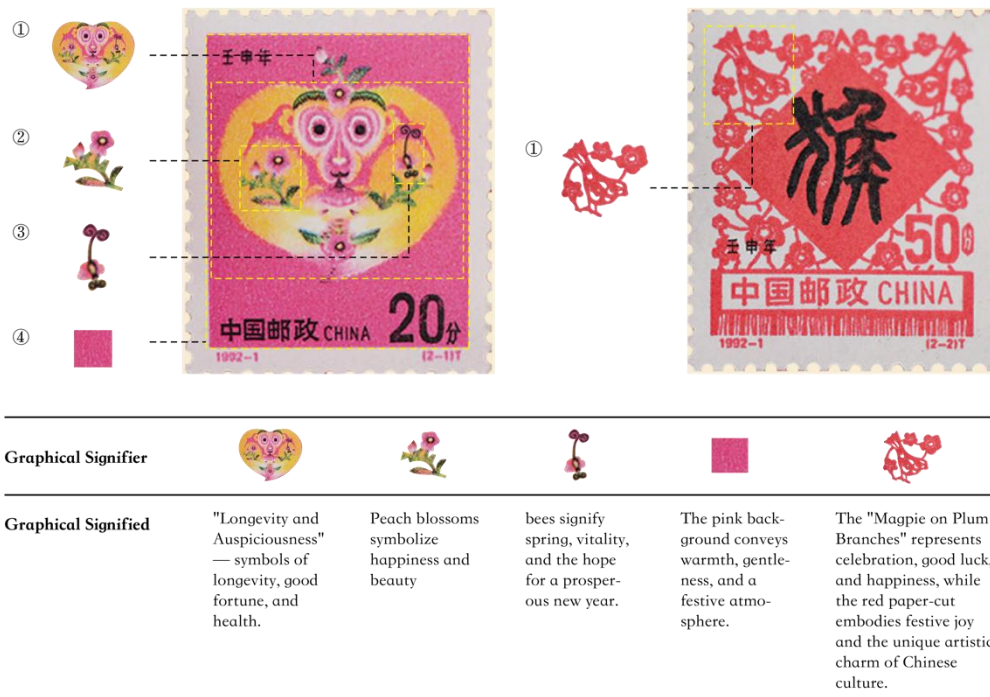 ①
②
③
④
壬申年
中国邮政 CHINA 20分
1992-1 (2-1)T
①
猴
50分
壬申年
中国邮政 CHINA
1992-1 (2-2)T
Graphical Signifier
Graphical Signified
"Longevity and
Auspiciousness"
— symbols of
longevity, good
fortune, and
health.
Peach blossoms
symbolize
happiness and
beauty
bees signify
spring, vitality,
and the hope
for a prosper-
ous new year.
The pink back-
ground conveys
warmth, gentle-
ness, and a
festive atmo-
sphere.
The "Magpie on Plum
Branches" represents
celebration, good luck,
and happiness, while
the red paper-cut
embodies festive joy
and the unique artistic
charm of Chinese
culture.